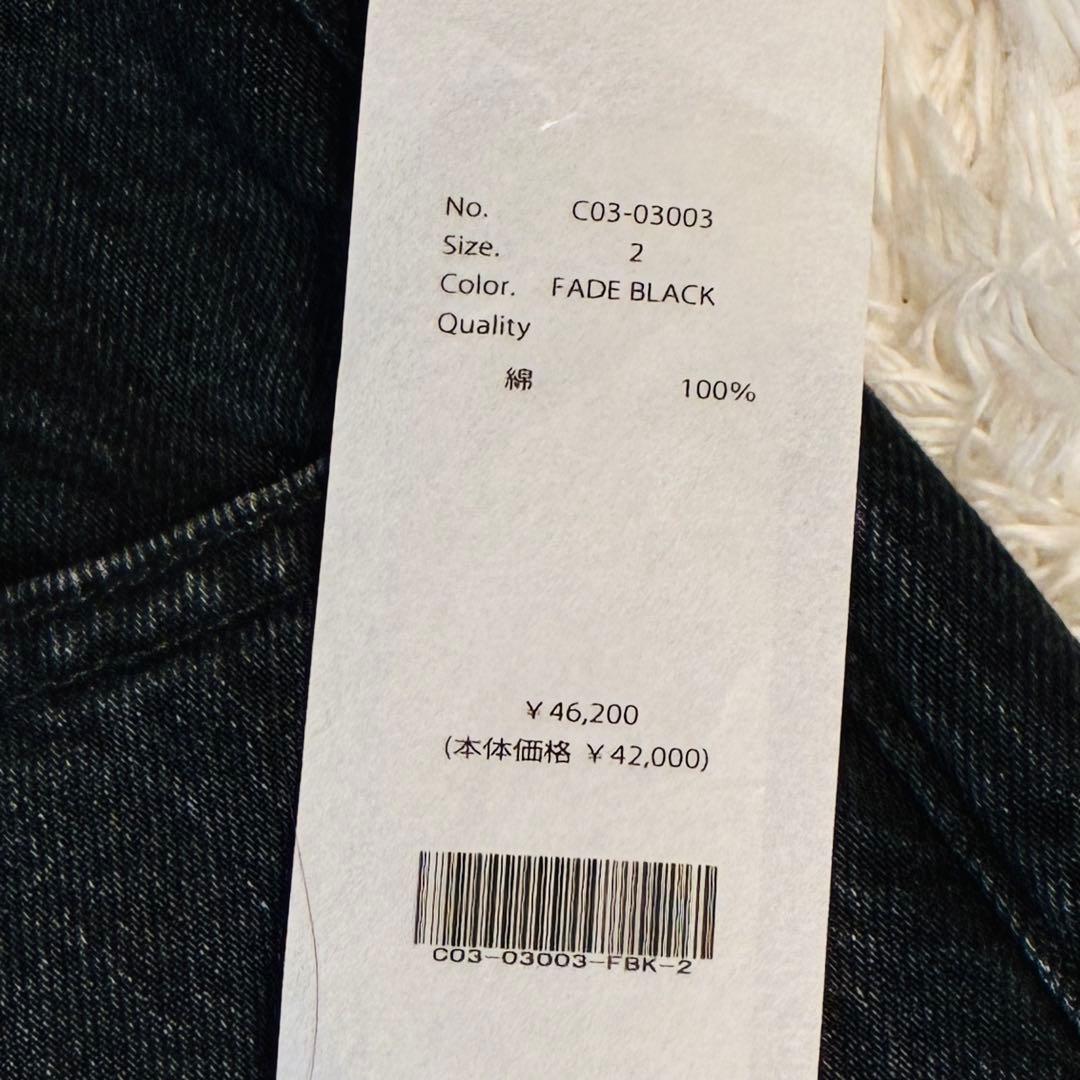 No. C03-03003
Size. 2
Color. FADE BLACK
Quality
綿 100%
¥46,200
(本体価格 ¥42,000)
C03-03003-FBK-2